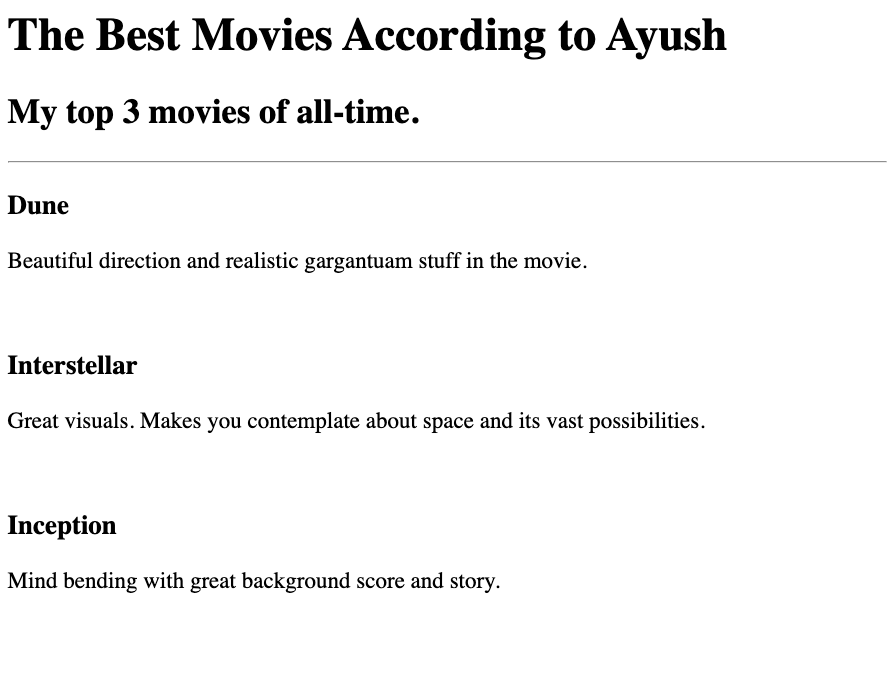 The Best Movies According to Ayush
My top 3 movies of all-time.
Dune
Beautiful direction and realistic gargantuam stuff in the movie.
Interstellar
Great visuals. Makes you contemplate about space and its vast possibilities.
Inception
Mind bending with great background score and story.